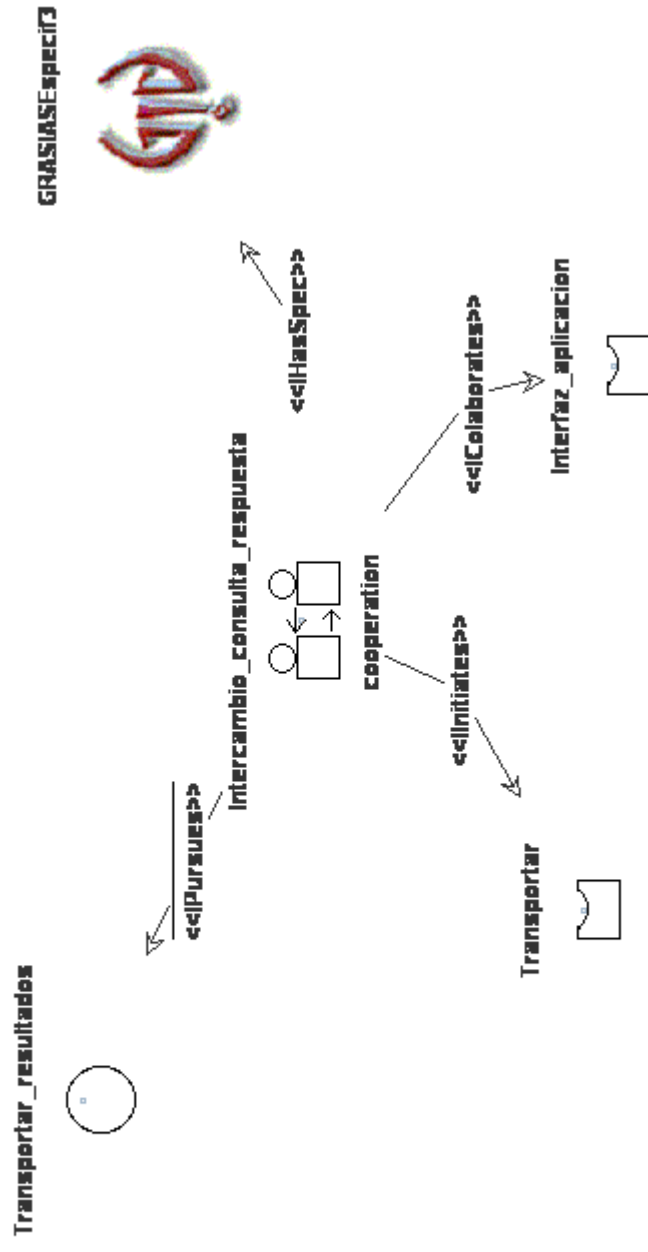 Transportar_resultados
GRASIASEspecif3
<<IPursues>>
Intercambio_consulta_respuesta
<<IHasSpec>>
cooperation
<<IInitiates>>
<<IColaborates>>
Transportar
Interfaz_aplicacion